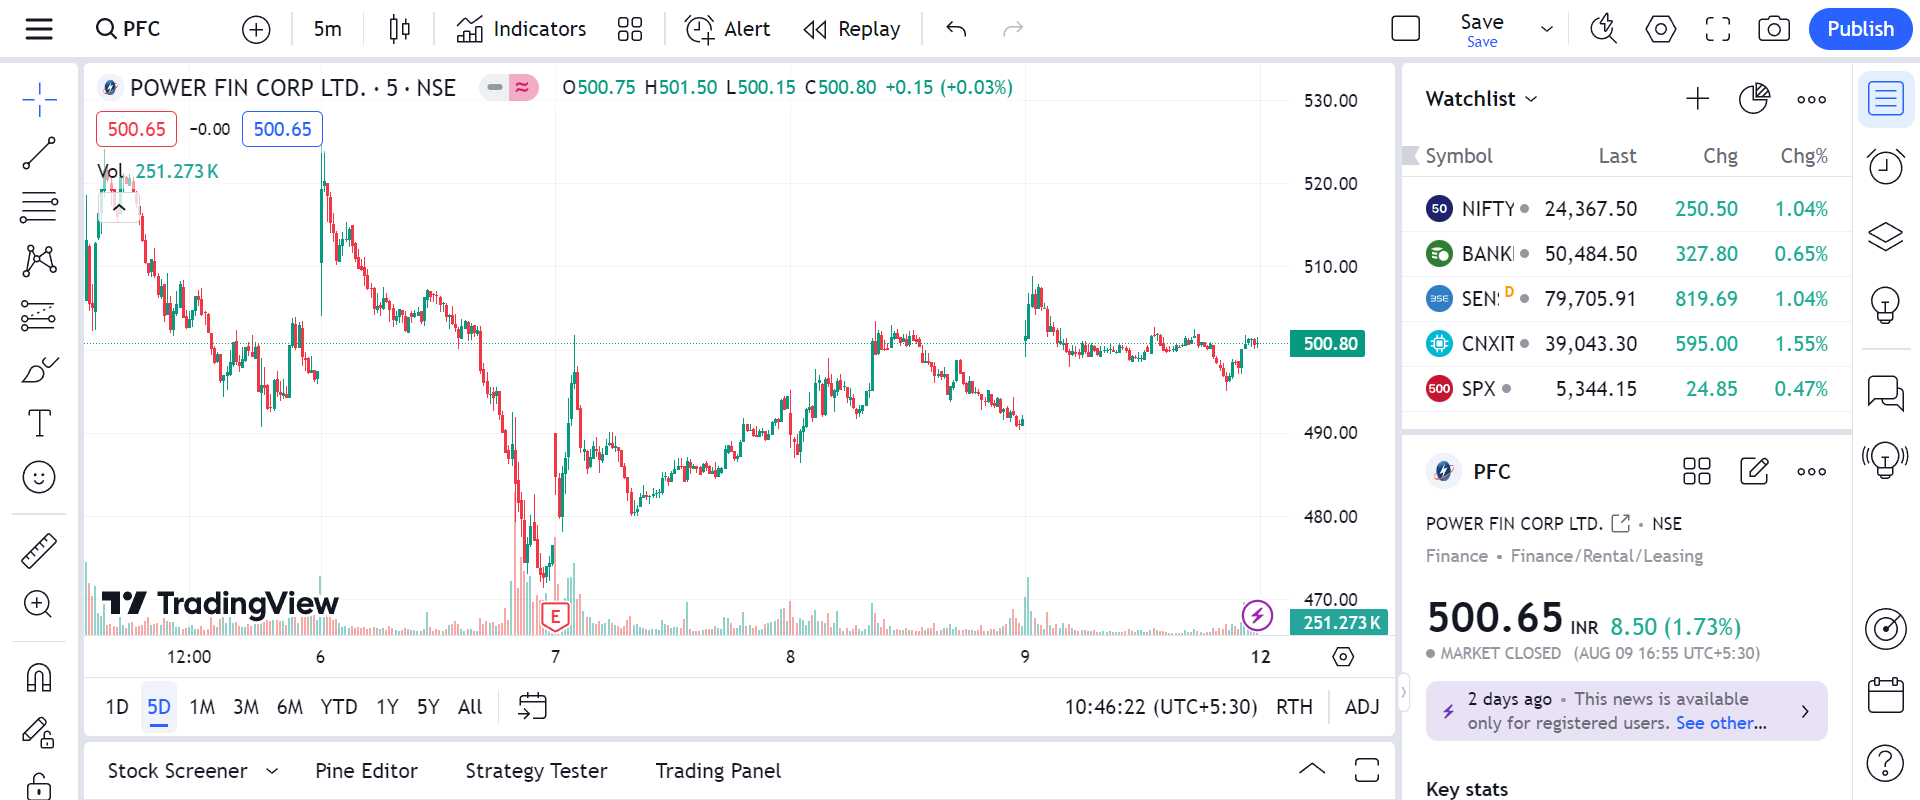 PFC
5m
Indicators
Alert
Replay
Save
Save
Publish
POWER FIN CORP LTD. · 5 · NSE
O500.75 H501.50 L500.15 C500.80 +0.15 (+0.03%)
500.65 −0.00 500.65
Vol 251.273 K
530.00
520.00
510.00
500.80
490.00
480.00
470.00
251.273 K
TradingView
E
12:00 6 7 8 9 12
1D 5D 1M 3M 6M YTD 1Y 5Y All
10:46:22 (UTC+5:30) RTH ADJ
Stock Screener Pine Editor Strategy Tester Trading Panel
Watchlist
Symbol Last Chg Chg%
50 NIFTY 24,367.50 250.50 1.04%
BANKI 50,484.50 327.80 0.65%
BSE SEN D 79,705.91 819.69 1.04%
CNXIT 39,043.30 595.00 1.55%
500 SPX 5,344.15 24.85 0.47%
PFC
POWER FIN CORP LTD. • NSE
Finance • Finance/Rental/Leasing
500.65 INR 8.50 (1.73%)
MARKET CLOSED (AUG 09 16:55 UTC+5:30)
2 days ago • This news is available
only for registered users. See other...
Key stats